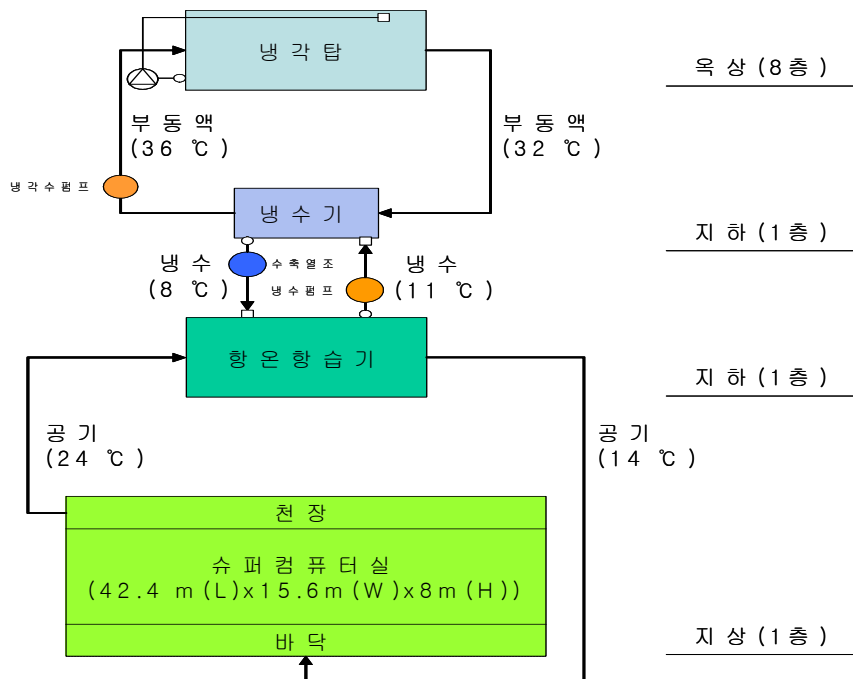 냉각탑
옥상(8층)
부동액
(36 ℃)
부동액
(32 ℃)
냉각수펌프
냉수기
지하(1층)
냉수
(8 ℃)
수축열조
냉수펌프
냉수
(11 ℃)
항온항습기
지하(1층)
공기
(24 ℃)
공기
(14 ℃)
천장
슈퍼컴퓨터실
(42.4 m(L)x15.6m(W)x8m(H))
바닥
지상(1층)